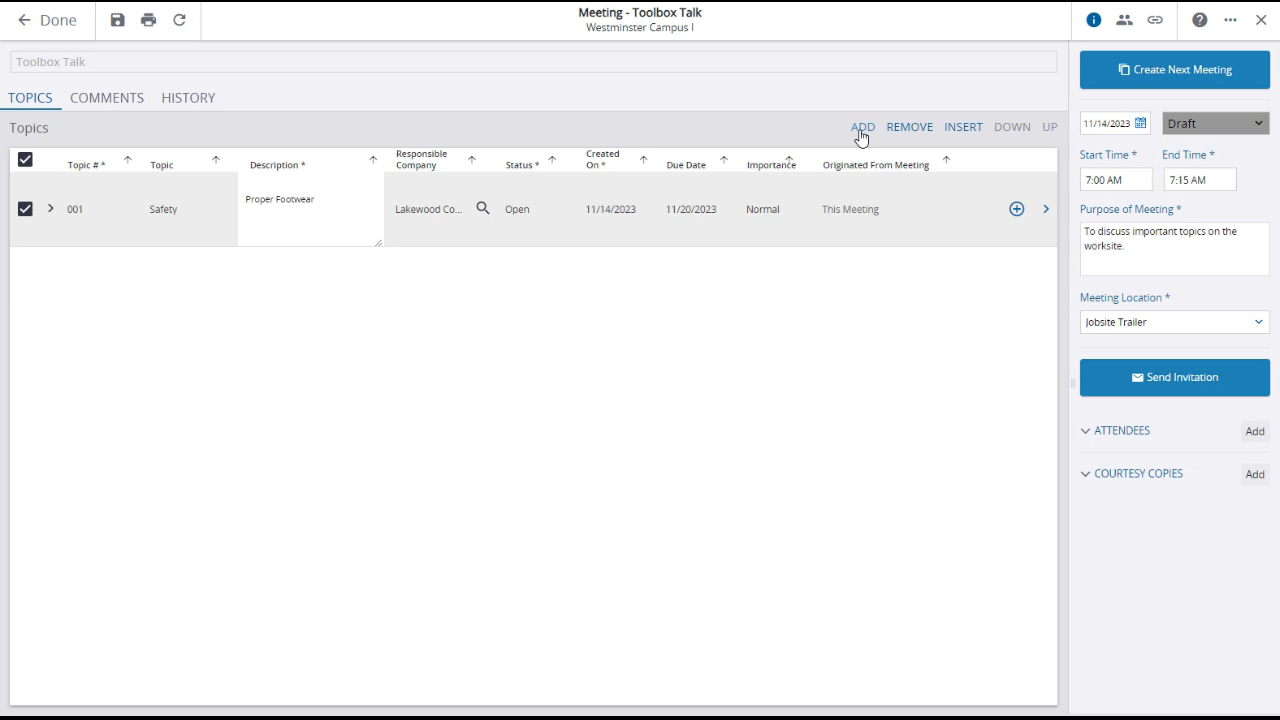 Done
Meeting - Toolbox Talk
Westminster Campus I
Toolbox Talk
TOPICS COMMENTS HISTORY
Topics
ADD REMOVE INSERT DOWN UP
Topic # * Topic Description * Responsible Company Status * Created On * Due Date Importance Originated From Meeting
001 Safety Proper Footwear Lakewood Co... Open 11/14/2023 11/20/2023 Normal This Meeting
Create Next Meeting
11/14/2023 Draft
Start Time * End Time *
7:00 AM 7:15 AM
Purpose of Meeting *
To discuss important topics on the
worksite.
Meeting Location *
Jobsite Trailer
Send Invitation
ATTENDEES Add
COURTESY COPIES Add